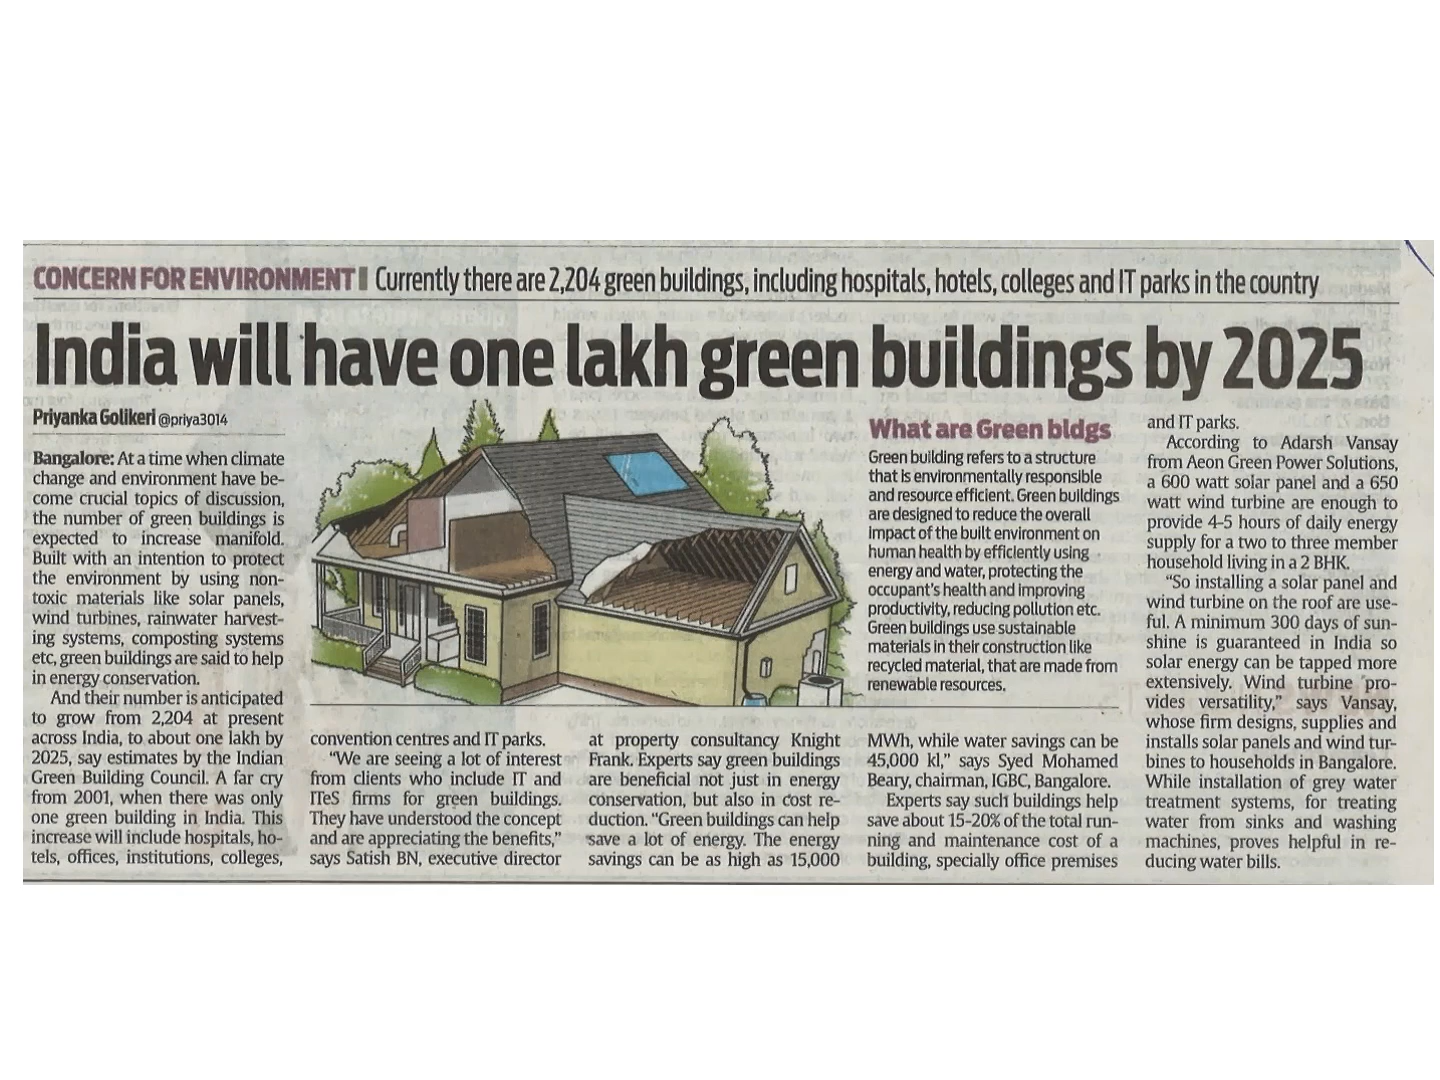 CONCERN FOR ENVIRONMENT | Currently there are 2,204 green buildings, including hospitals, hotels, colleges and IT parks in the country
India will have one lakh green buildings by 2025
Priyanka Golikeri @priya3014
Bangalore: At a time when climate
change and environment have be-
come crucial topics of discussion,
the number of green buildings is
expected to increase manifold.
Built with an intention to protect
the environment by using non-
toxic materials like solar panels,
wind turbines, rainwater harvest-
ing systems, composting systems
etc, green buildings are said to help
in energy conservation.
And their number is anticipated
to grow from 2,204 at present
across India, to about one lakh by
2025, say estimates by the Indian
Green Building Council. A far cry
from 2001, when there was only
one green building in India. This
increase will include hospitals, ho-
tels, offices, institutions, colleges,
convention centres and IT parks.
"We are seeing a lot of interest
from clients who include IT and
ITeS firms for green buildings.
They have understood the concept
and are appreciating the benefits,"
says Satish BN, executive director
at property consultancy Knight
Frank. Experts say green buildings
are beneficial not just in energy
conservation, but also in cost re-
duction. "Green buildings can help
save a lot of energy. The energy
savings can be as high as 15,000
MWh, while water savings can be
45,000 kl," says Syed Mohamed
Beary, chairman, IGBC, Bangalore.
Experts say such buildings help
save about 15-20% of the total run-
ning and maintenance cost of a
building, specially office premises
and IT parks.
According to Adarsh Vansay
from Aeon Green Power Solutions,
a 600 watt solar panel and a 650
watt wind turbine are enough to
provide 4-5 hours of daily energy
supply for a two to three member
household living in a 2 BHK.
"So installing a solar panel and
wind turbine on the roof are use-
ful. A minimum 300 days of sun-
shine is guaranteed in India so
solar energy can be tapped more
extensively. Wind turbine pro-
vides versatility," says Vansay,
whose firm designs, supplies and
installs solar panels and wind tur-
bines to households in Bangalore.
While installation of grey water
treatment systems, for treating
water from sinks and washing
machines, proves helpful in re-
ducing water bills.
What are Green bldgs
Green building refers to a structure
that is environmentally responsible
and resource efficient. Green buildings
are designed to reduce the overall
impact of the built environment on
human health by efficiently using
energy and water, protecting the
occupant's health and improving
productivity, reducing pollution etc.
Green buildings use sustainable
materials in their construction like
recycled material, that are made from
renewable resources.